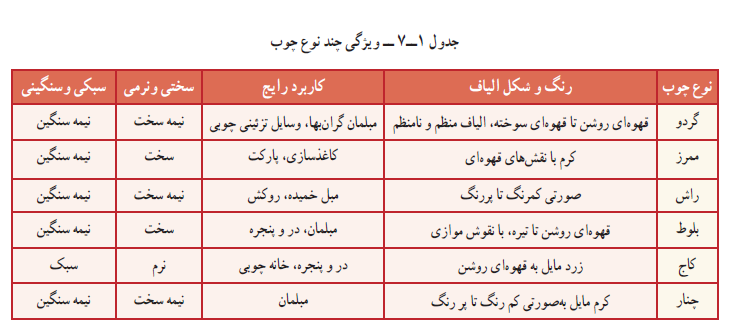 جدول ۱ــ۷ ــ ویژگی چند نوع چوب
نوع چوب	رنگ و شکل الیاف	کاربرد رایج	سختی و نرمی	سبکی و سنگینی
گردو	قهوه‌ای روشن تا قهوه‌ای سوخته، الیاف منظم و نامنظم	مبلمان گران‌بها، وسایل تزئینی چوبی	نیمه سخت	نیمه سنگین
ممرز	کرم با نقش‌های قهوه‌ای	کاغذسازی، پارکت	سخت	نیمه سنگین
راش	صورتی کمرنگ تا پررنگ	مبل خمیده، روکش	نیمه سخت	نیمه سنگین
بلوط	قهوه‌ای روشن تا تیره، با نقوش موازی	مبلمان، در و پنجره	سخت	نیمه سنگین
کاج	زرد مایل به قهوه‌ای روشن	در و پنجره، خانه چوبی	نرم	سبک
چنار	کرم مایل به‌صورتی کم رنگ تا پر رنگ	مبلمان	نیمه سخت	نیمه سنگین